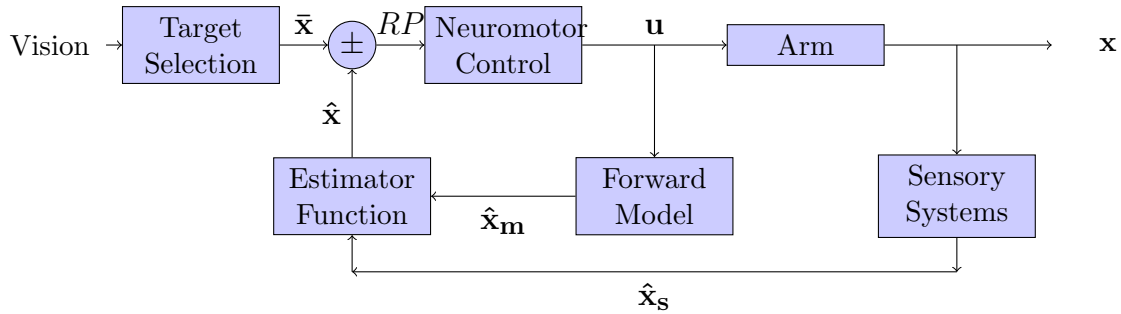 Vision
Target
Selection
x̄
±
RP
Neuromotor
Control
u
Arm
x
x̂
Estimator
Function
x̂ₘ
Forward
Model
Sensory
Systems
x̂ₛ